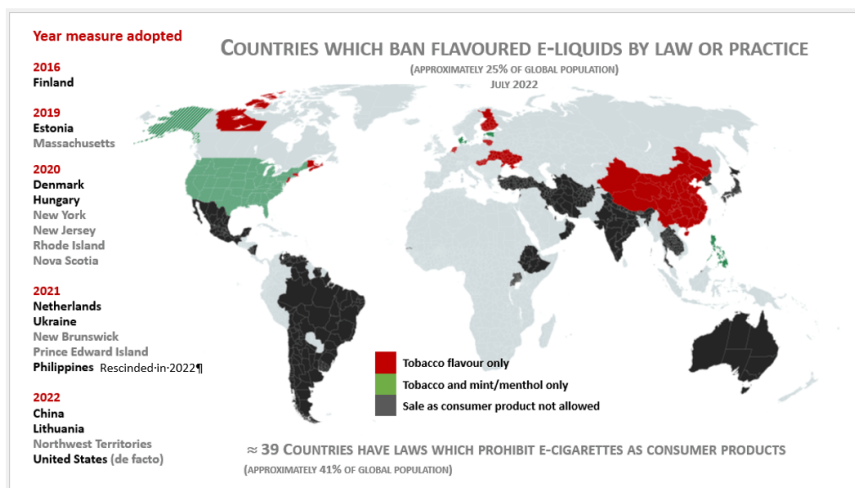 Year measure adopted
COUNTRIES WHICH BAN FLAVOURED E-LIQUIDS BY LAW OR PRACTICE
(APPROXIMATELY 25% OF GLOBAL POPULATION)
JULY 2022
2016
Finland
2019
Estonia
Massachusetts
2020
Denmark
Hungary
New York
New Jersey
Rhode Island
Nova Scotia
2021
Netherlands
Ukraine
New Brunswick
Prince Edward Island
Philippines Rescinded·in·2022¶
2022
China
Lithuania
Northwest Territories
United States (de facto)
Tobacco flavour only
Tobacco and mint/menthol only
Sale as consumer product not allowed
≈ 39 COUNTRIES HAVE LAWS WHICH PROHIBIT E-CIGARETTES AS CONSUMER PRODUCTS
(APPROXIMATELY 41% OF GLOBAL POPULATION)